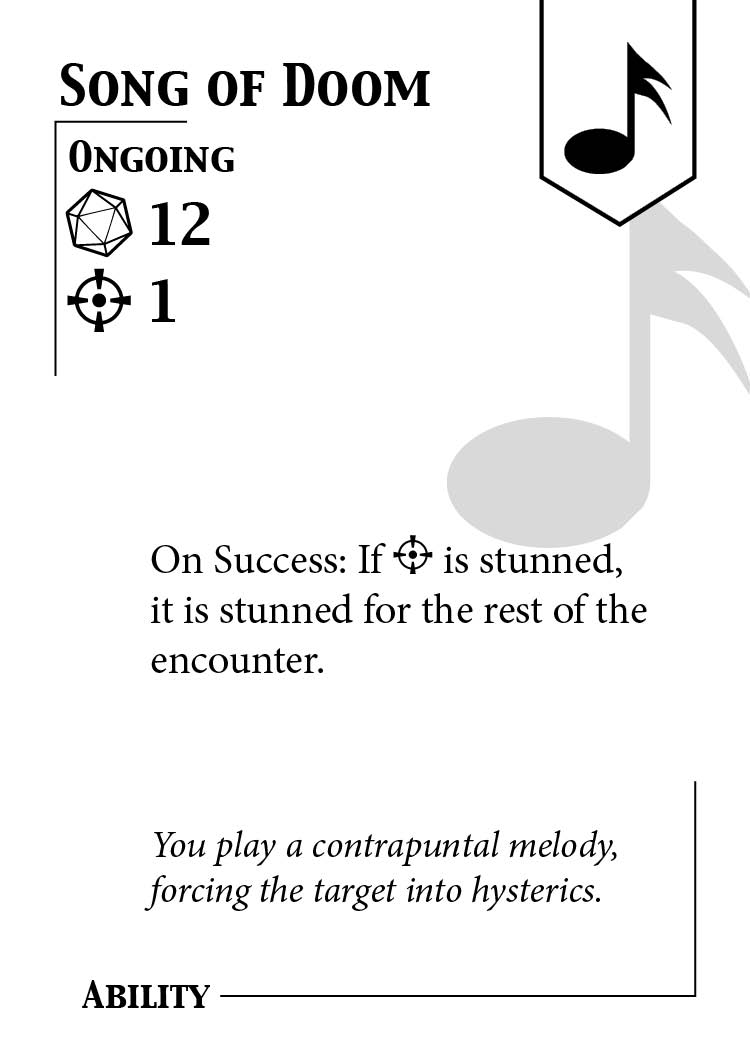 Song of Doom
Ongoing
12
1
On Success: If is stunned,
it is stunned for the rest of the
encounter.
You play a contrapuntal melody,
forcing the target into hysterics.
Ability